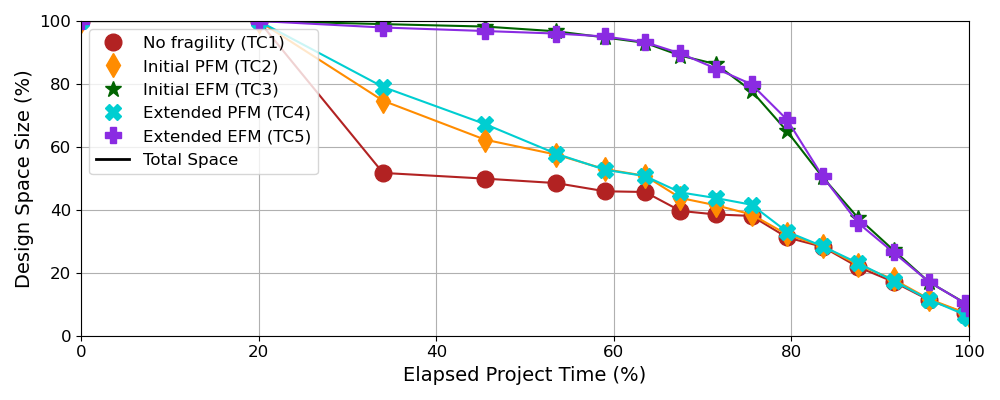 100
80
60
40
20
0
Design Space Size (%)
No fragility (TC1)
Initial PFM (TC2)
Initial EFM (TC3)
Extended PFM (TC4)
Extended EFM (TC5)
Total Space
0 20 40 60 80 100
Elapsed Project Time (%)